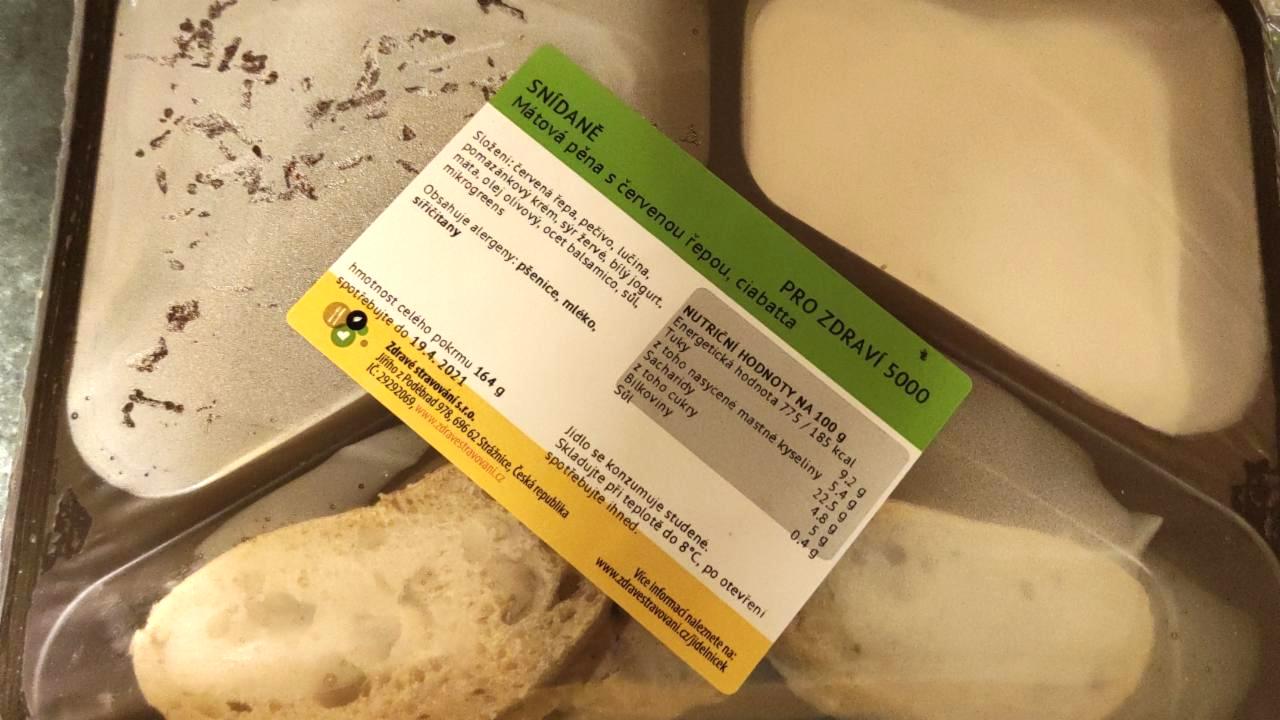 SNÍDANĚ
PRO ZDRAVÍ 5000
Mátová pěna s červenou řepou, ciabatta
Složení: červená řepa, pečivo, lučina,
pomazánkový krém, sýr žervé, bílý jogurt,
máta, olej olivový, ocet balsamico, sůl,
mikrogreens
Obsahuje alergeny: pšenice, mléko,
siřičitany
hmotnost celého pokrmu 164 g
spotřebujte do 19.4. 2021
NUTRIČNÍ HODNOTY NA 100 g
Energetická hodnota 775 / 185 kcal
Tuky 9.2 g
z toho nasycené mastné kyseliny 5.4 g
Sacharidy 22.5 g
z toho cukry 4.8 g
Bílkoviny 5 g
Sůl 0.4 g
Jídlo se konzumuje studené.
Skladujte při teplotě do 8°C, po otevření
spotřebujte ihned.
Zdravé stravování s.r.o.
Jiřího z Poděbrad 978, 696 62 Strážnice, Česká republika
IČ: 29292069, www.zdravestravovani.cz
Více informací naleznete na:
www.zdravestravovani.cz/jidelnicek